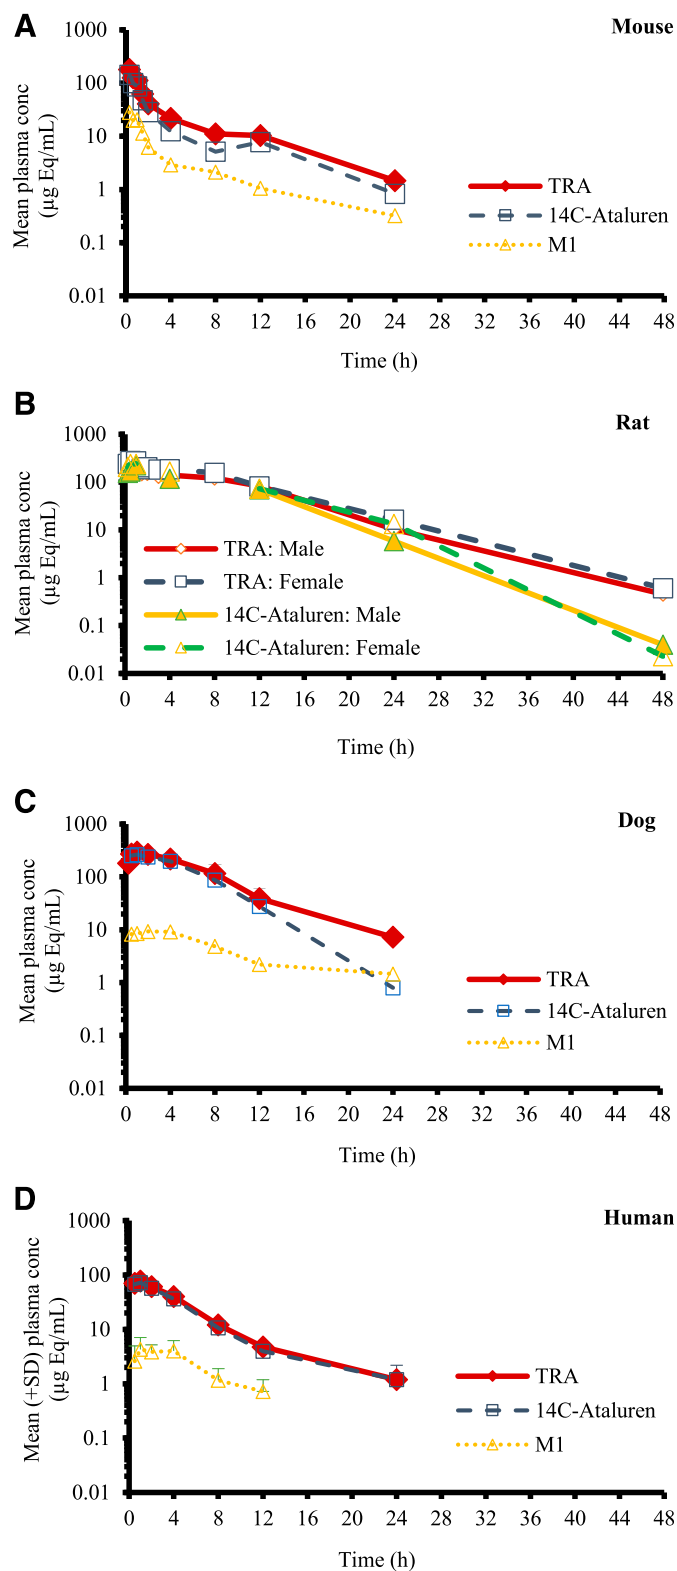 A
Mouse
Mean plasma conc
(µg Eq/mL)
1000
100
10
1
0.1
0.01
0 4 8 12 16 20 24 28 32 36 40 44 48
Time (h)
TRA
14C-Ataluren
M1
B
Rat
Mean plasma conc
(µg Eq/mL)
1000
100
10
1
0.1
0.01
0 4 8 12 16 20 24 28 32 36 40 44 48
Time (h)
TRA: Male
TRA: Female
14C-Ataluren: Male
14C-Ataluren: Female
C
Dog
Mean plasma conc
(µg Eq/mL)
1000
100
10
1
0.1
0.01
0 4 8 12 16 20 24 28 32 36 40 44 48
Time (h)
TRA
14C-Ataluren
M1
D
Human
Mean (+SD) plasma conc
(µg Eq/mL)
1000
100
10
1
0.1
0.01
0 4 8 12 16 20 24 28 32 36 40 44 48
Time (h)
TRA
14C-Ataluren
M1